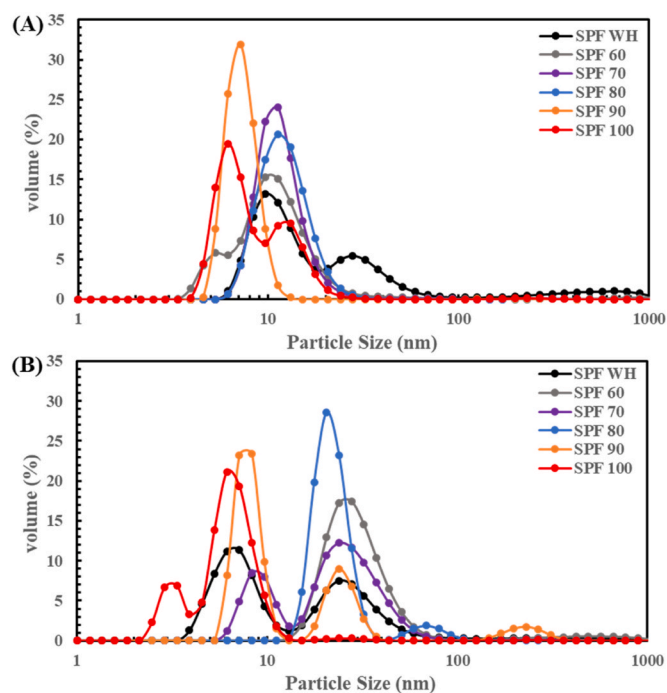 (A)
35
30
25
20
15
10
5
0
volume (%)
1
10
100
1000
Particle Size (nm)
SPF WH
SPF 60
SPF 70
SPF 80
SPF 90
SPF 100
(B)
35
30
25
20
15
10
5
0
volume (%)
1
10
100
1000
Particle Size (nm)
SPF WH
SPF 60
SPF 70
SPF 80
SPF 90
SPF 100